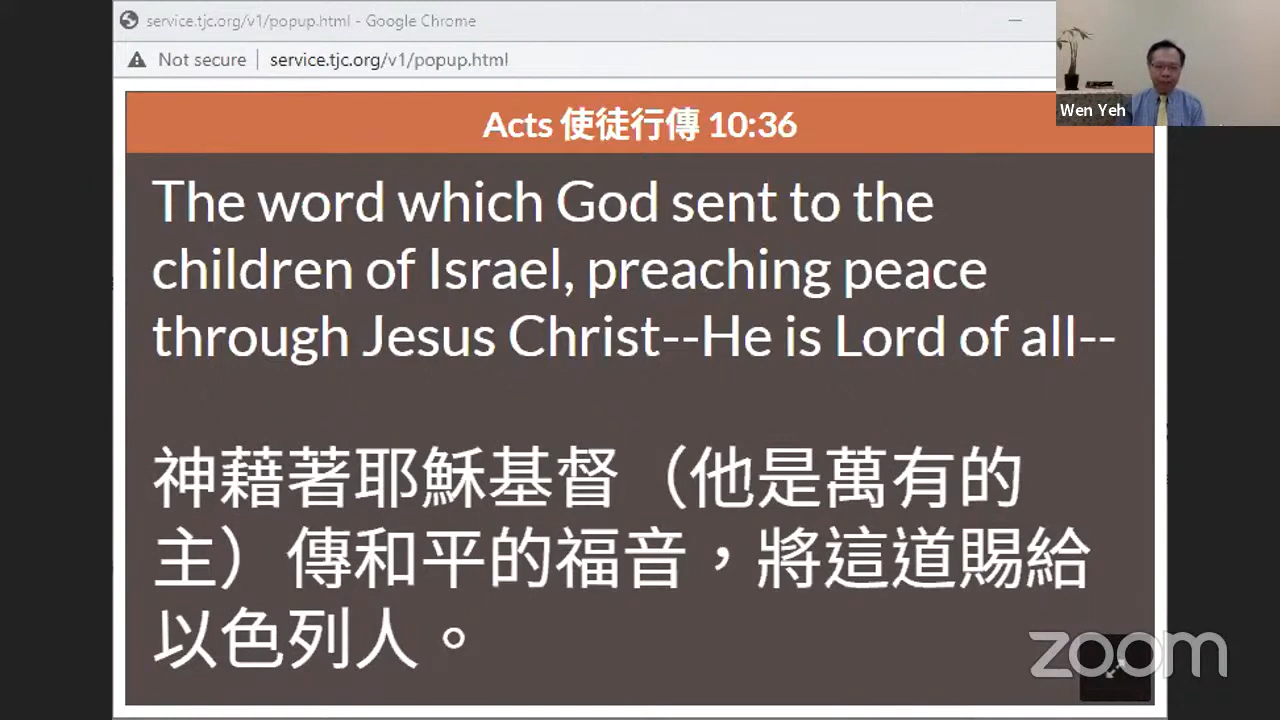 service.tjc.org/v1/popup.html - Google Chrome
Not secure | service.tjc.org/v1/popup.html
Wen Yeh
Acts 使徒行傳 10:36
The word which God sent to the
children of Israel, preaching peace
through Jesus Christ--He is Lord of all--
神藉著耶穌基督（他是萬有的
主）傳和平的福音，將這道賜給
以色列人。
zoom